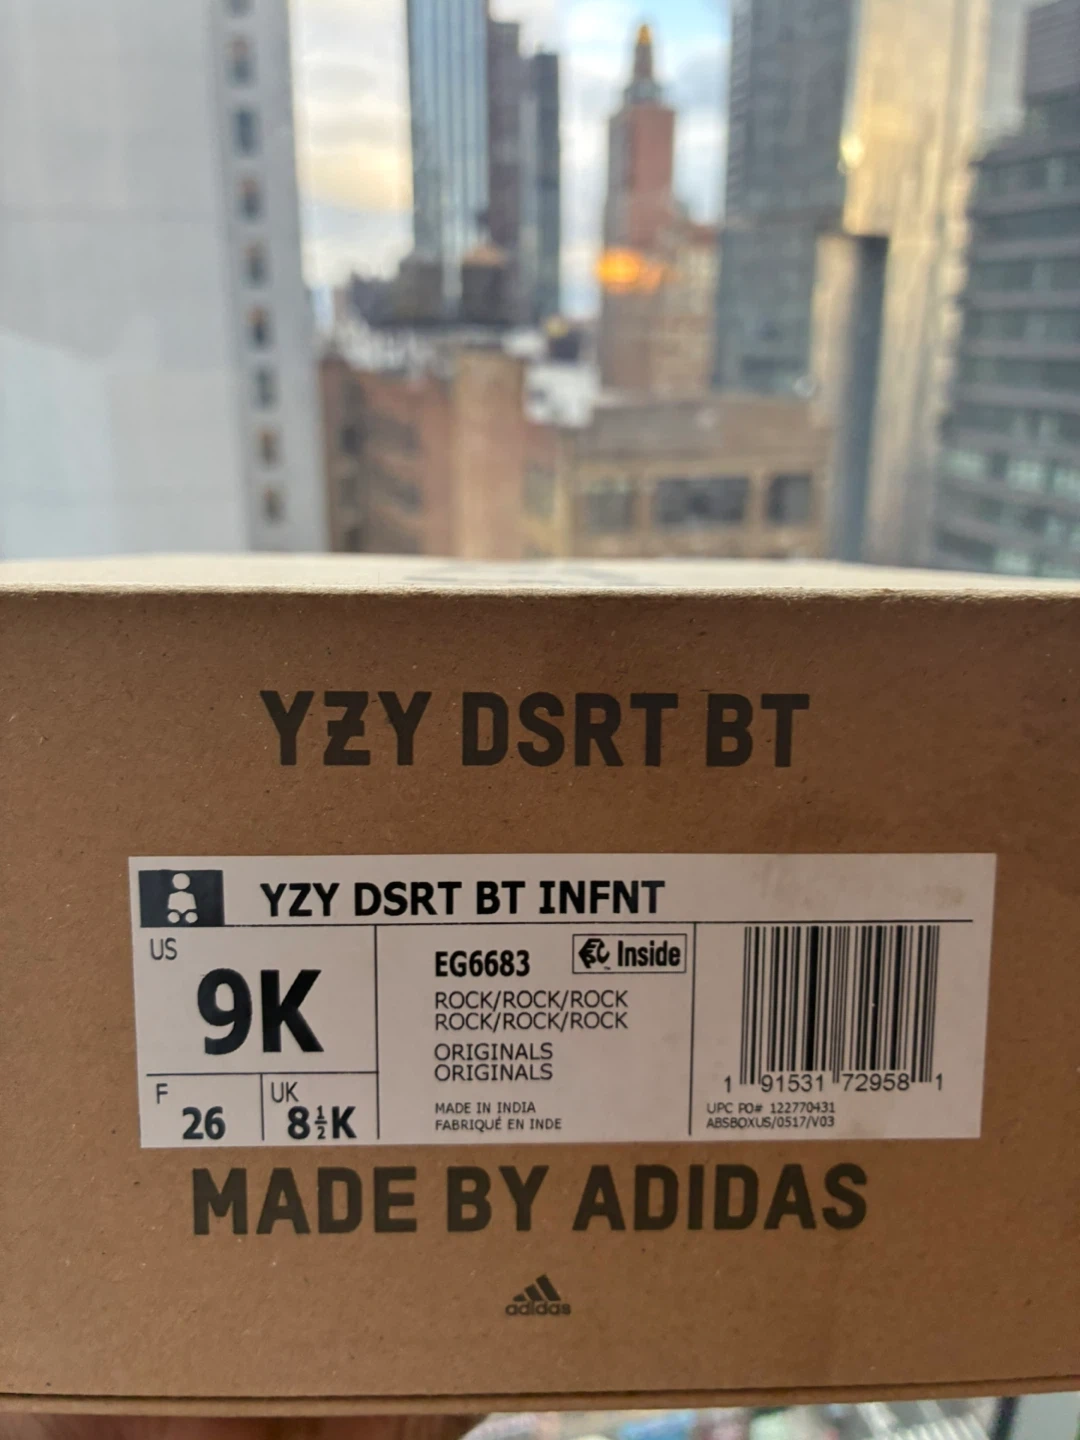 YZY DSRT BT
YZY DSRT BT INFNT
US
9K
F
26
UK
8½K
EG6683
Inside
ROCK/ROCK/ROCK
ROCK/ROCK/ROCK
ORIGINALS
ORIGINALS
MADE IN INDIA
FABRIQUÉ EN INDE
1 91531 72958 1
UPC PO# 122770431
ABSBOXUS/0517/V03
MADE BY ADIDAS
adidas